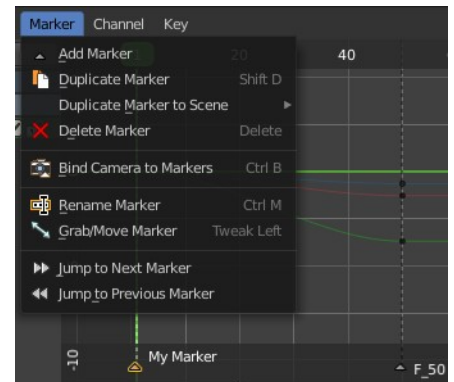 Marker Channel Key
Add Marker
20 40
Duplicate Marker Shift D
Duplicate Marker to Scene
Delete Marker Delete
Bind Camera to Markers Ctrl B
Rename Marker Ctrl M
Grab/Move Marker Tweak Left
Jump to Next Marker
Jump to Previous Marker
-10
My Marker
F_50